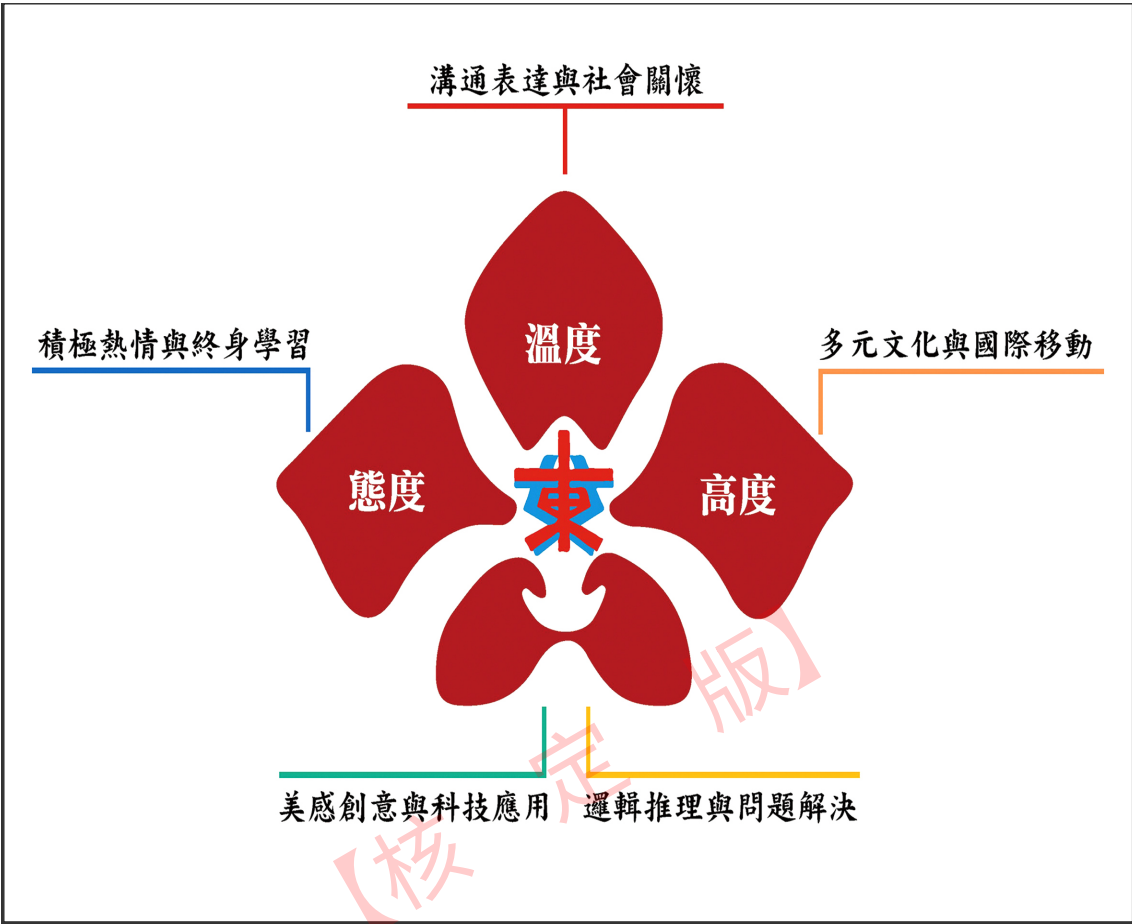 溝通表達與社會關懷
溫度
積極熱情與終身學習
多元文化與國際移動
態度
東
高度
美感創意與科技應用
邏輯推理與問題解決
【核定版】